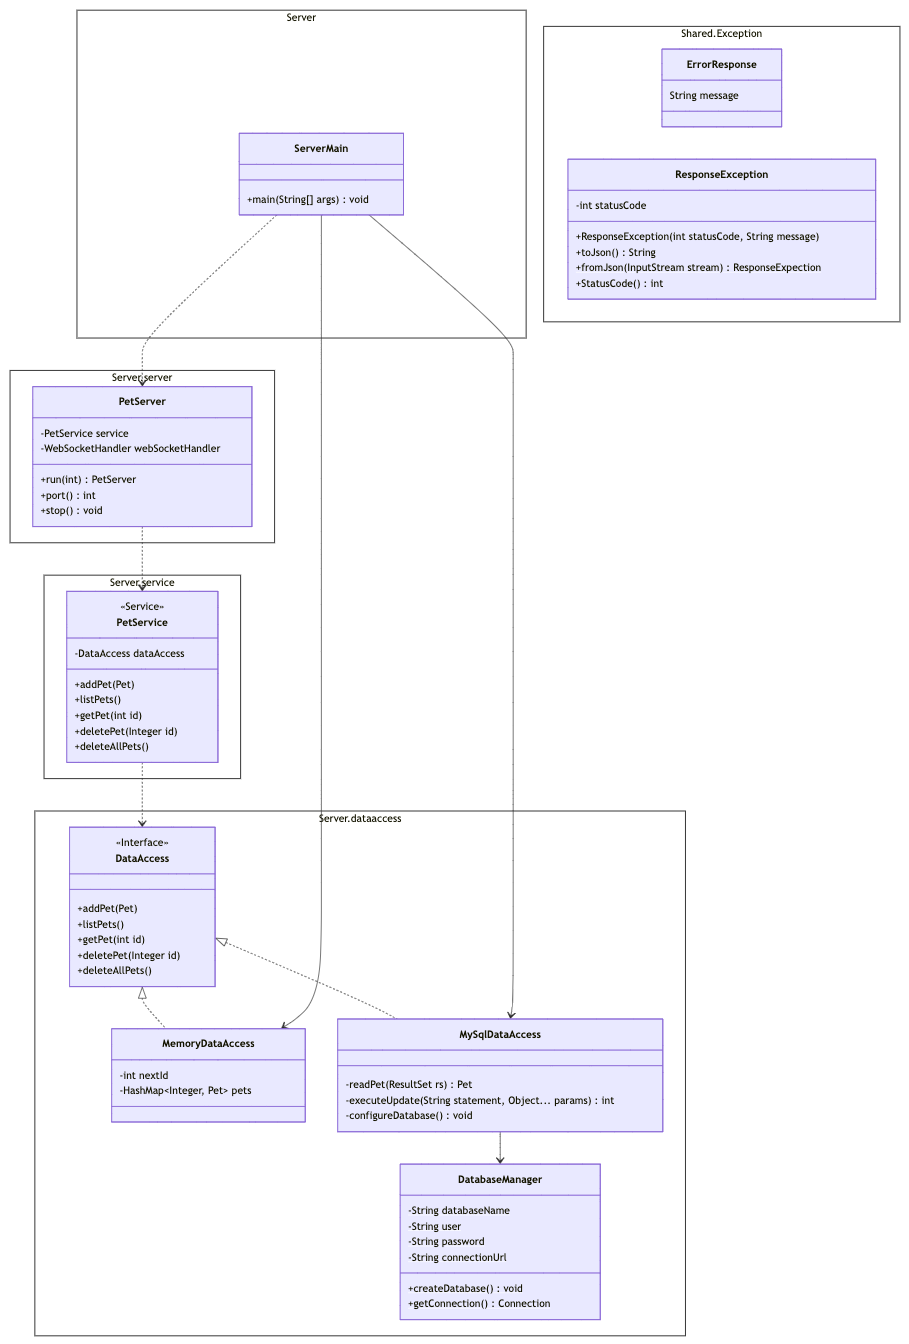 Server
ServerMain
+main(String[] args) : void
Shared.Exception
ErrorResponse
String message
ResponseException
-int statusCode
+ResponseException(int statusCode, String message)
+toJson() : String
+fromJson(InputStream stream) : ResponseExpection
+StatusCode() : int
Server.server
PetServer
-PetService service
-WebSocketHandler webSocketHandler
+run(int) : PetServer
+port() : int
+stop() : void
Server.service
«Service»
PetService
-DataAccess dataAccess
+addPet(Pet)
+listPets()
+getPet(int id)
+deletePet(Integer id)
+deleteAllPets()
Server.dataaccess
«Interface»
DataAccess
+addPet(Pet)
+listPets()
+getPet(int id)
+deletePet(Integer id)
+deleteAllPets()
MemoryDataAccess
-int nextId
-HashMap<Integer, Pet> pets
MySqlDataAccess
-readPet(ResultSet rs) : Pet
-executeUpdate(String statement, Object... params) : int
-configureDatabase() : void
DatabaseManager
-String databaseName
-String user
-String password
-String connectionUrl
+createDatabase() : void
+getConnection() : Connection